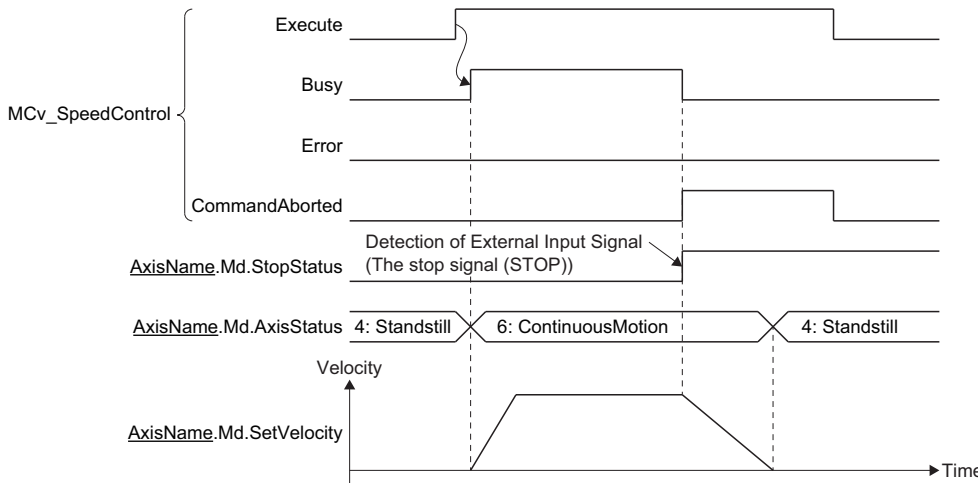 Execute
Busy
MCv_SpeedControl
Error
CommandAborted
Detection of External Input Signal
(The stop signal (STOP))
AxisName.Md.StopStatus
AxisName.Md.AxisStatus 4: Standstill 6: ContinuousMotion 4: Standstill
Velocity
AxisName.Md.SetVelocity
Time